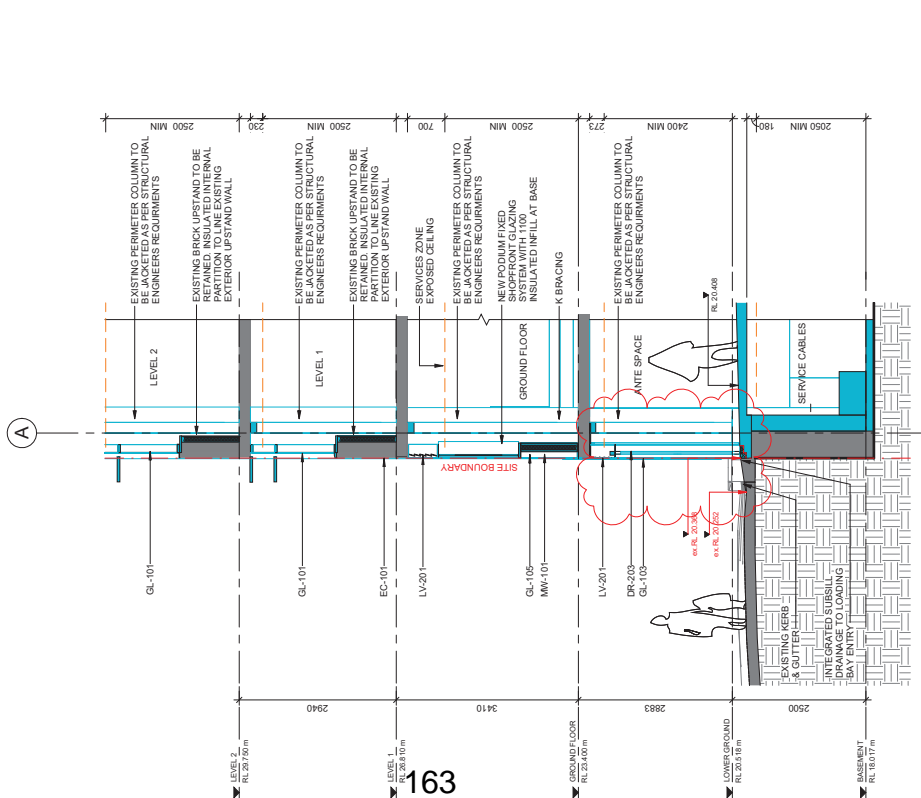 A
2500 MIN
230
2500 MIN
700
2500 MIN
273
2400 MIN
180
2050 MIN
EXISTING PERIMETER COLUMN TO
BE JACKETED AS PER STRUCTURAL
ENGINEERS REQUIRMENTS
EXISTING BRICK UPSTAND TO BE
RETAINED. INSULATED INTERNAL
PARTITION TO LINE EXISTING
EXTERIOR UPSTAND WALL
EXISTING PERIMETER COLUMN TO
BE JACKETED AS PER STRUCTURAL
ENGINEERS REQUIRMENTS
EXISTING BRICK UPSTAND TO BE
RETAINED. INSULATED INTERNAL
PARTITION TO LINE EXISTING
EXTERIOR UPSTAND WALL
SERVICES ZONE
EXPOSED CEILING
EXISTING PERIMETER COLUMN TO
BE JACKETED AS PER STRUCTURAL
ENGINEERS REQUIRMENTS
NEW PODIUM FIXED
SHOPFRONT GLAZING
SYSTEM WITH 1100
INSULATED INFILL AT BASE
K BRACING
EXISTING PERIMETER COLUMN TO
BE JACKETED AS PER STRUCTURAL
ENGINEERS REQUIRMENTS
RL 20.408
LEVEL 2
LEVEL 1
GROUND FLOOR
ANTE SPACE
SERVICE CABLES
SITE BOUNDARY
GL-101
GL-101
EC-101
LV-201
GL-105
MW-101
LV-201
DR-203
GL-103
ex.RL 20.368
ex.RL 20.252
EXISTING KERB
& GUTTER
INTEGRATED SUBSILL
DRAINAGE TO LOADING
BAY ENTRY
2940
3410
2883
2500
LEVEL 2
RL 29.750 m
LEVEL 1
RL 26.810 m
GROUND FLOOR
RL 23.400 m
LOWER GROUND
RL 20.518 m
BASEMENT
RL 18.017 m
163